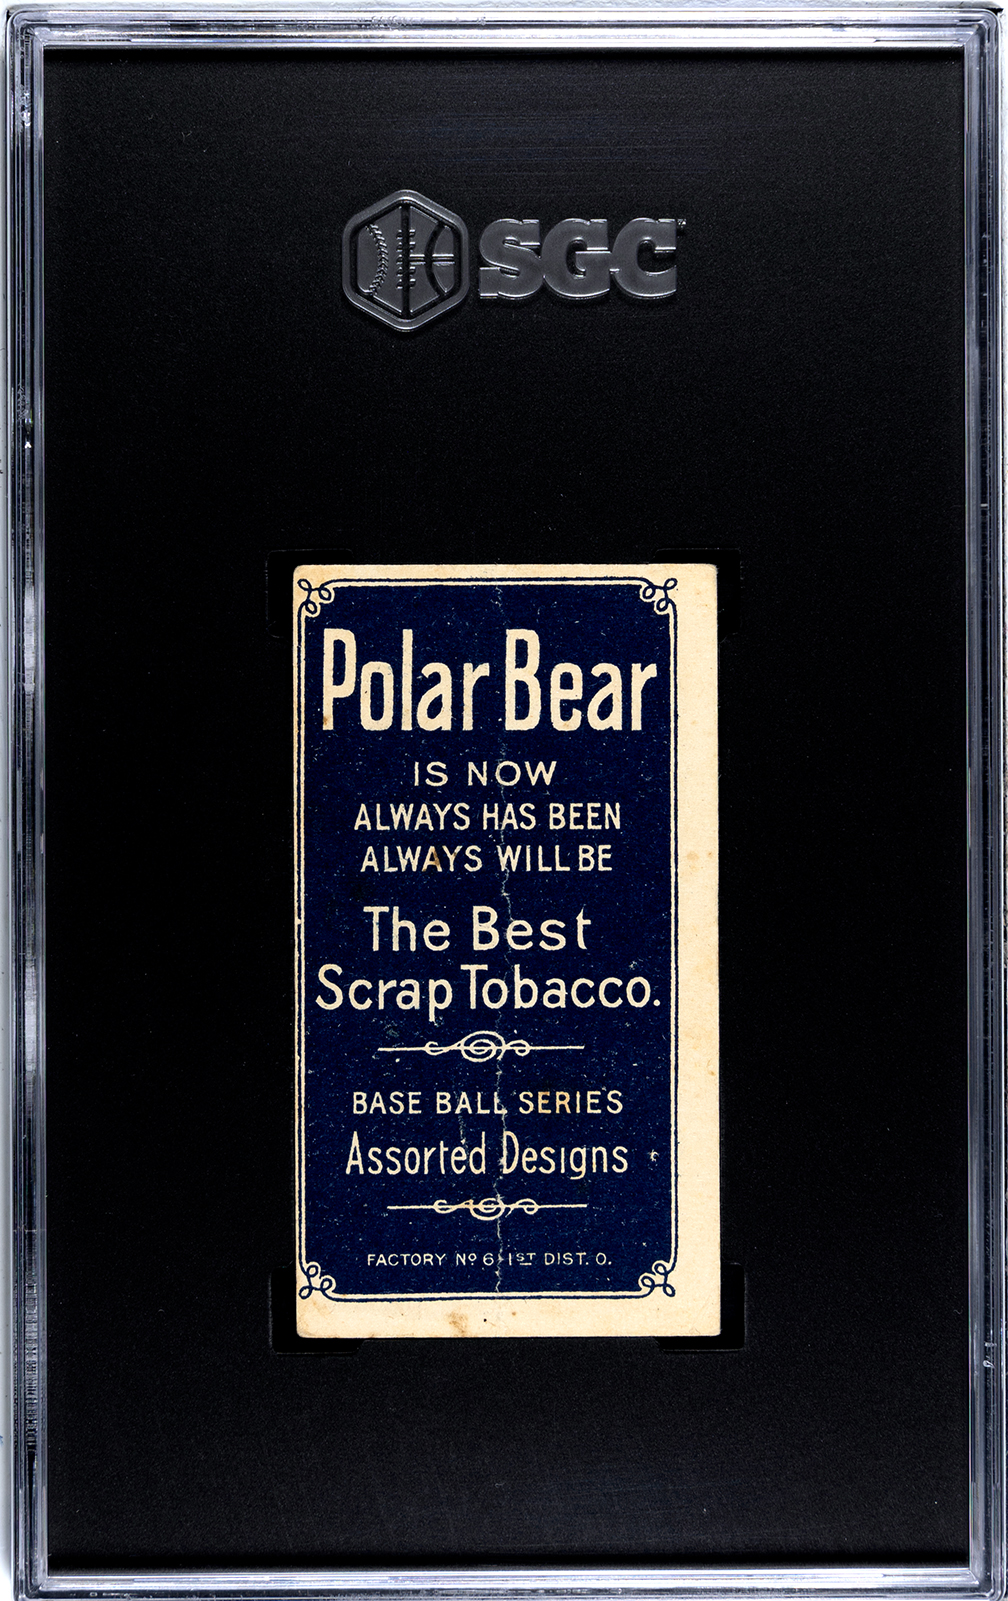 SGC
Polar Bear
IS NOW
ALWAYS HAS BEEN
ALWAYS WILL BE
The Best
Scrap Tobacco.
BASE BALL SERIES
Assorted Designs
FACTORY Nº 6 1ST DIST. O.